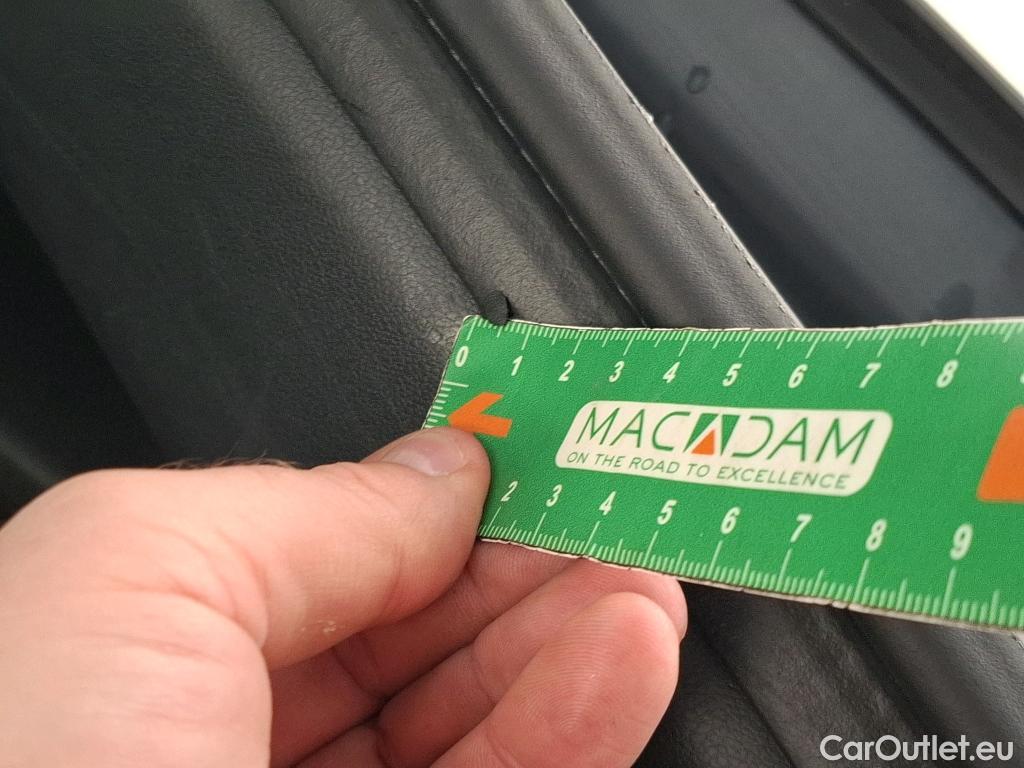 0 1 2 3 4 5 6 7 8
MACADAM
ON THE ROAD TO EXCELLENCE
2 3 4 5 6 7 8 9
CarOutlet.eu